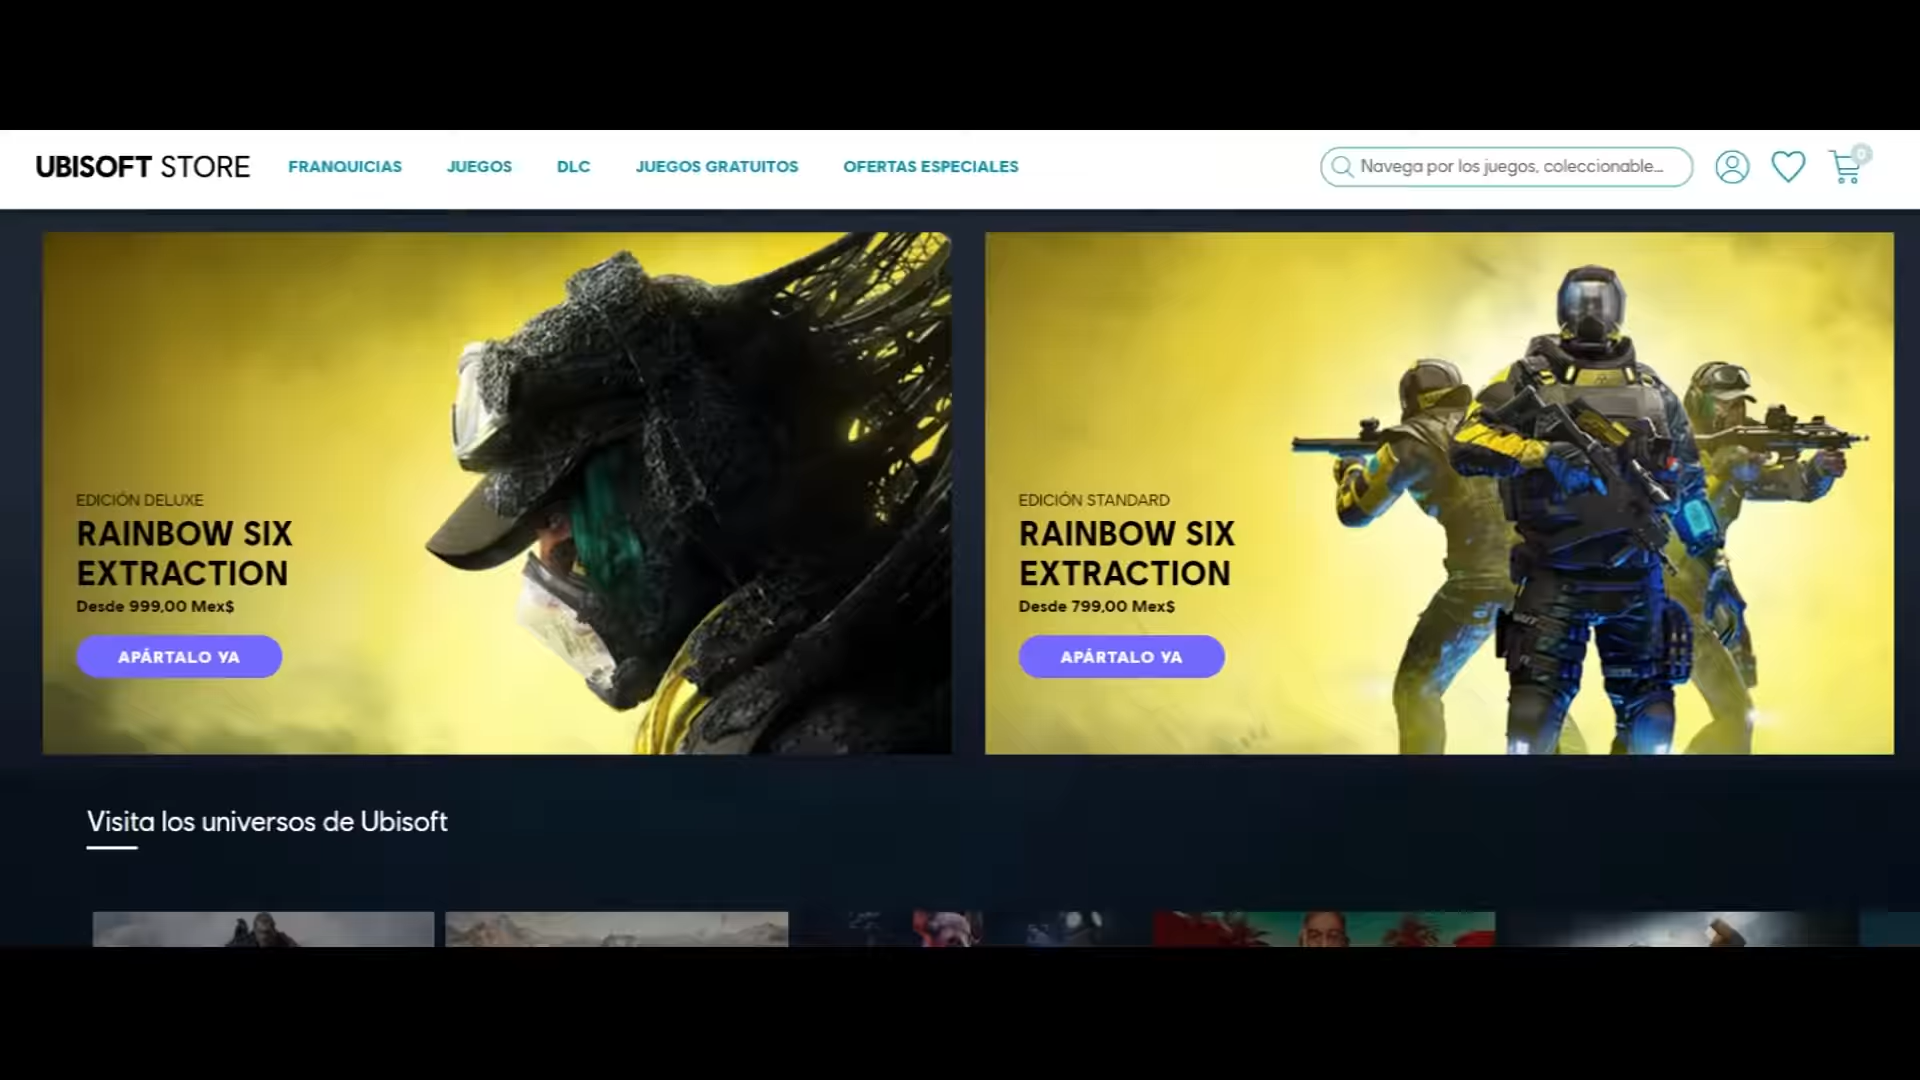 UBISOFT STORE
FRANQUICIAS
JUEGOS
DLC
JUEGOS GRATUITOS
OFERTAS ESPECIALES
Navega por los juegos, coleccionable...
0
EDICIÓN DELUXE
RAINBOW SIX
EXTRACTION
Desde 999,00 Mex$
APÁRTALO YA
EDICIÓN STANDARD
RAINBOW SIX
EXTRACTION
Desde 799,00 Mex$
APÁRTALO YA
Visita los universos de Ubisoft